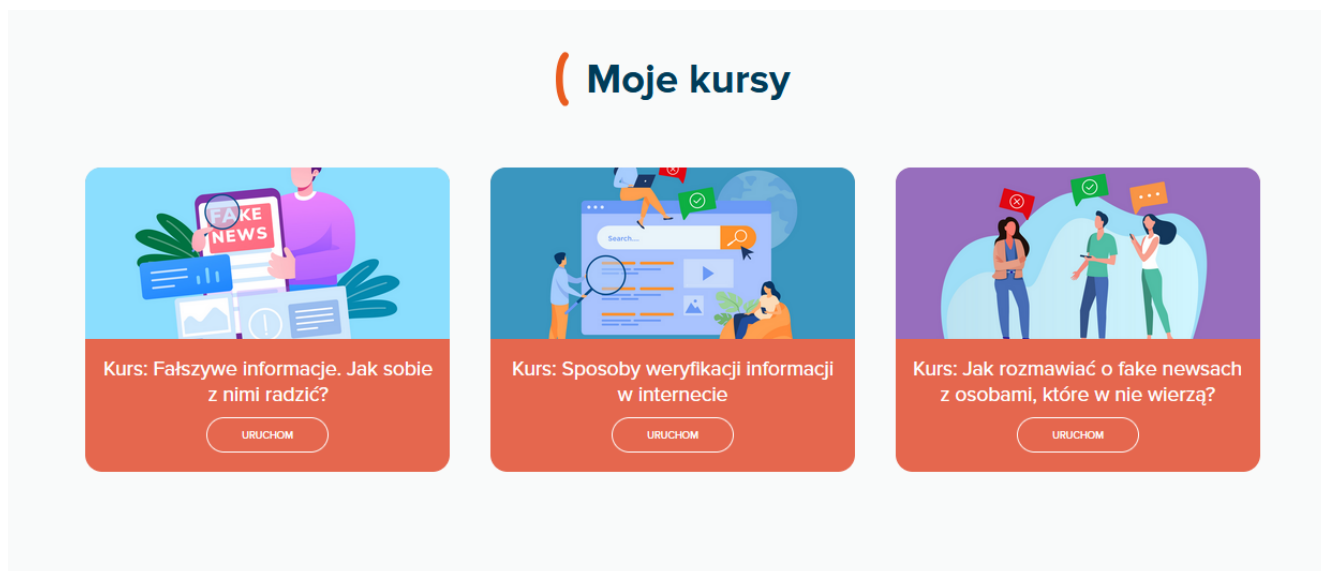 Moje kursy
FAKE
NEWS
Search....
Kurs: Fałszywe informacje. Jak sobie
z nimi radzić?
URUCHOM
Kurs: Sposoby weryfikacji informacji
w internecie
URUCHOM
Kurs: Jak rozmawiać o fake newsach
z osobami, które w nie wierzą?
URUCHOM